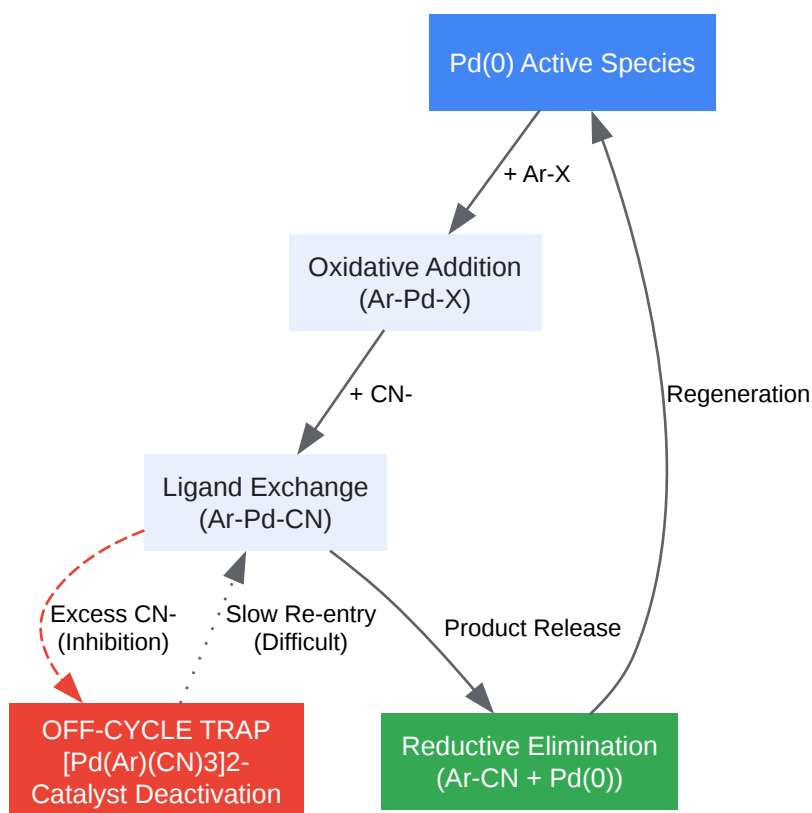 Pd(0) Active Species
+ Ar-X
Oxidative Addition
(Ar-Pd-X)
+ CN-
Regeneration
Ligand Exchange
(Ar-Pd-CN)
Excess CN-
(Inhibition)
Slow Re-entry
(Difficult)
Product Release
OFF-CYCLE TRAP
[Pd(Ar)(CN)3]2-
Catalyst Deactivation
Reductive Elimination
(Ar-CN + Pd(0))